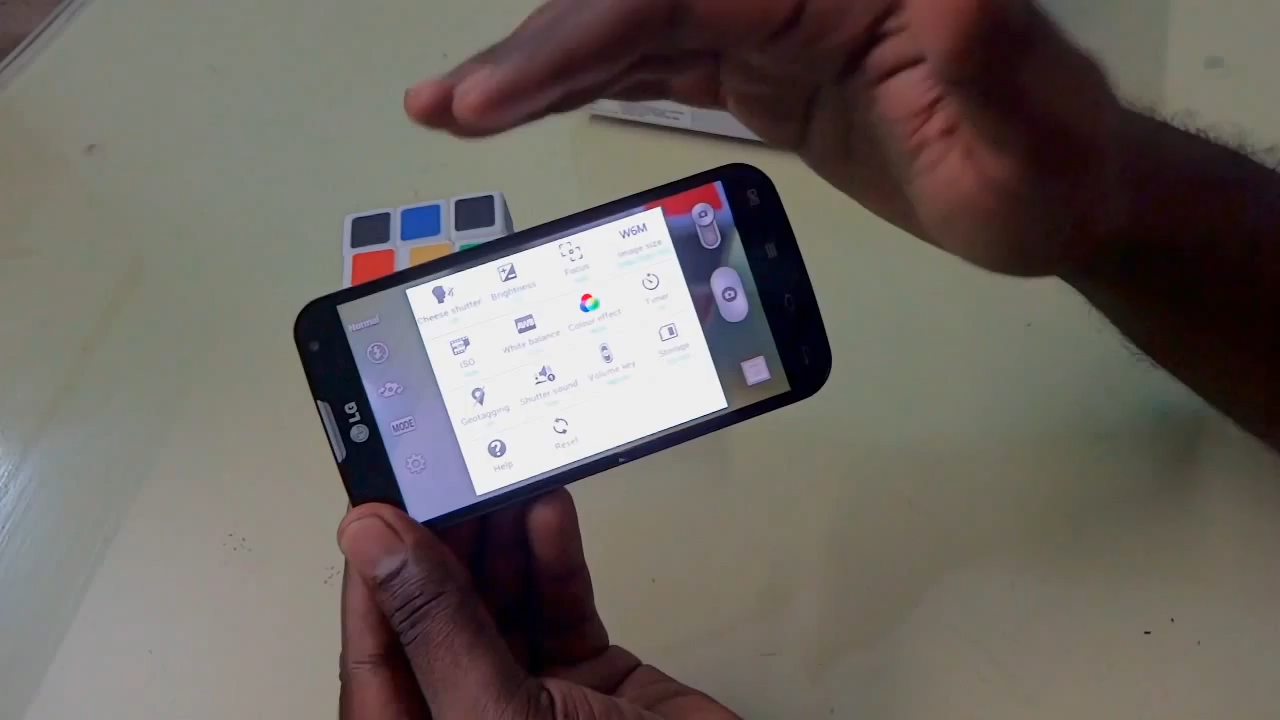 Normal
MODE
LG
W6M
Cheese shutter
Brightness
Focus
Image size
ISO
AWB
White balance
Colour effect
Timer
Geotagging
Shutter sound
Volume key
Storage
Help
Reset